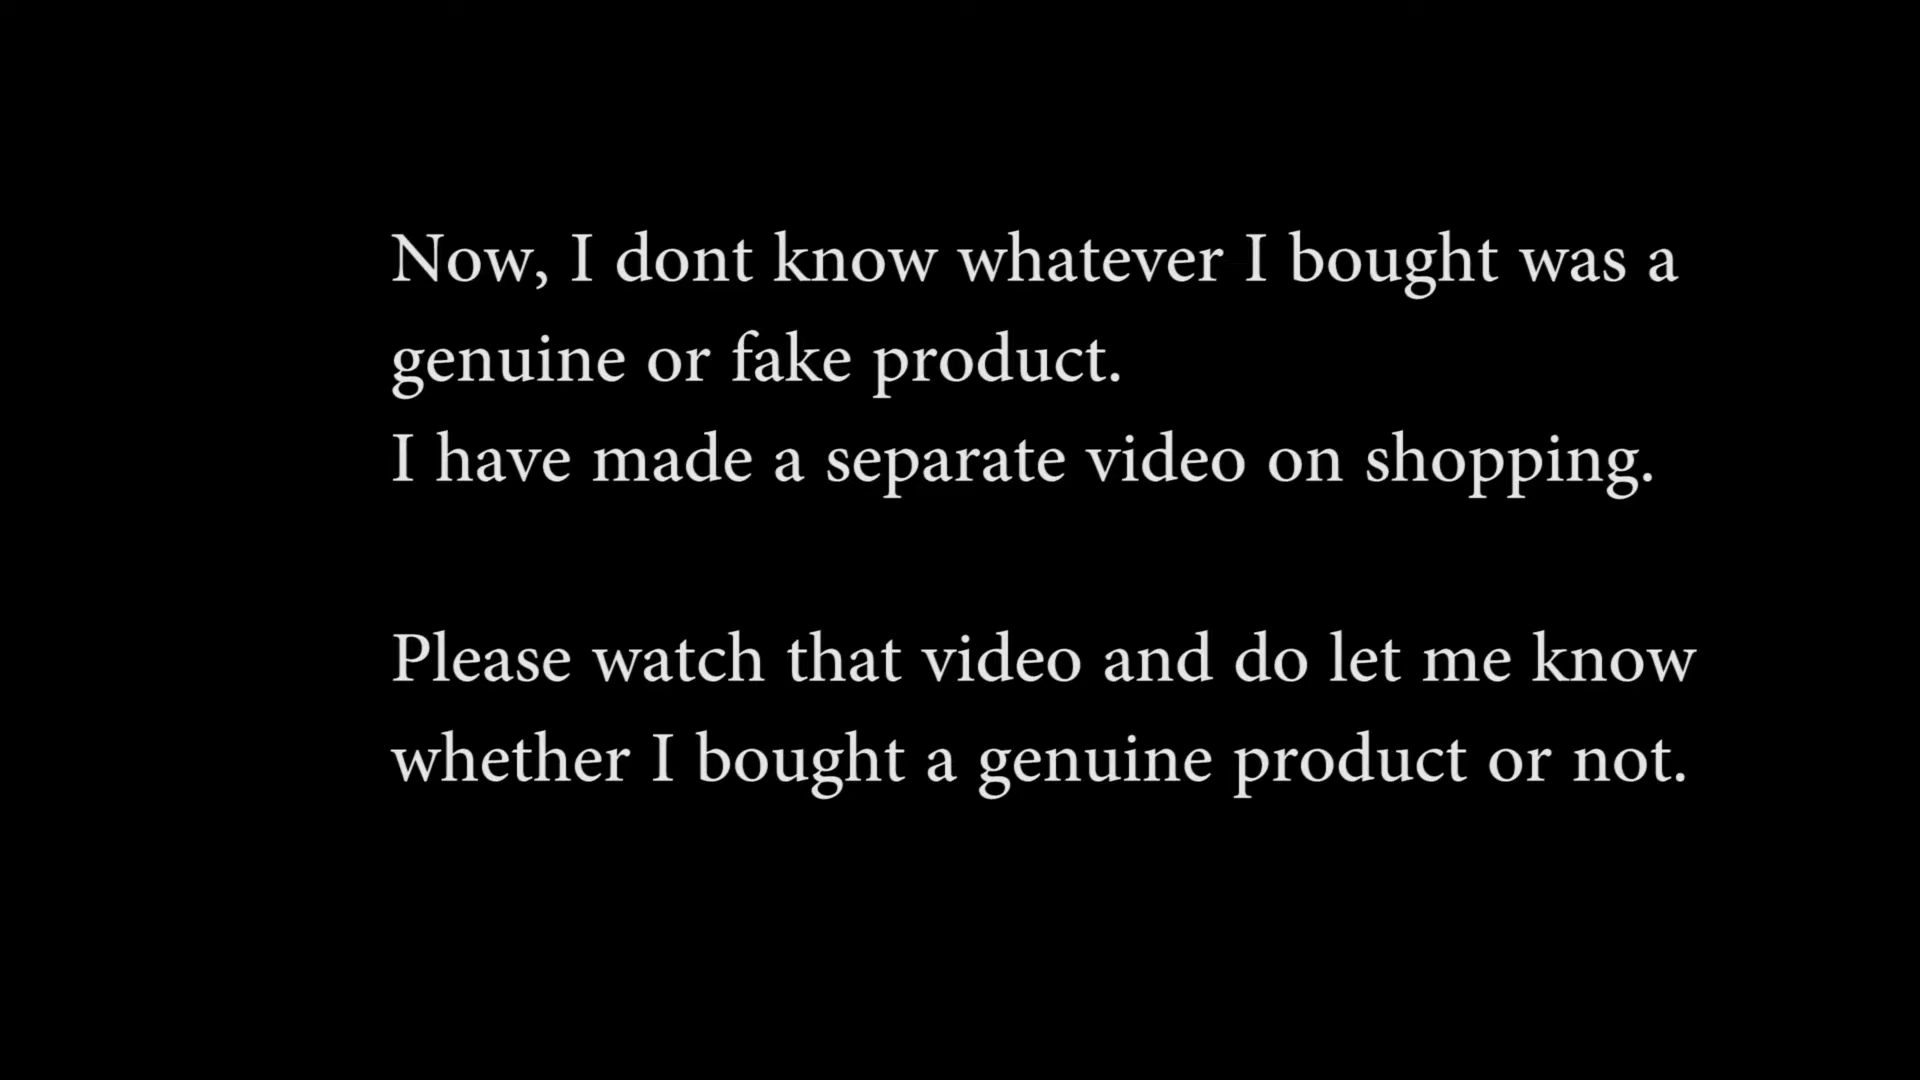 Now, I dont know whatever I bought was a
genuine or fake product.
I have made a separate video on shopping.
Please watch that video and do let me know
whether I bought a genuine product or not.